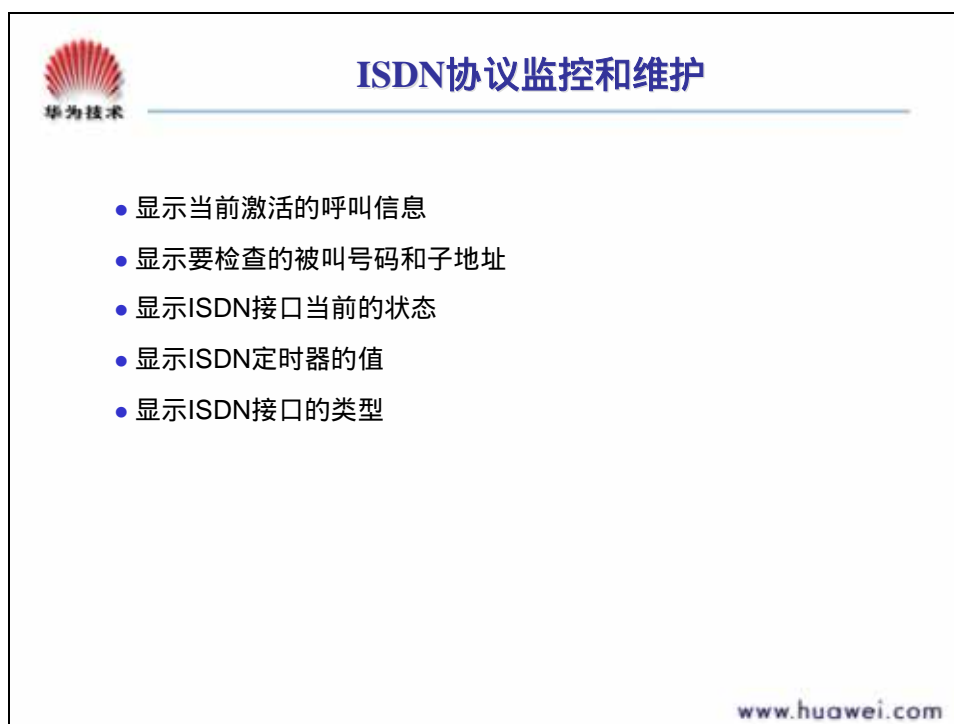 ISDN协议监控和维护
华为技术
显示当前激活的呼叫信息
显示要检查的被叫号码和子地址
显示ISDN接口当前的状态
显示ISDN定时器的值
显示ISDN接口的类型
www.huawei.com